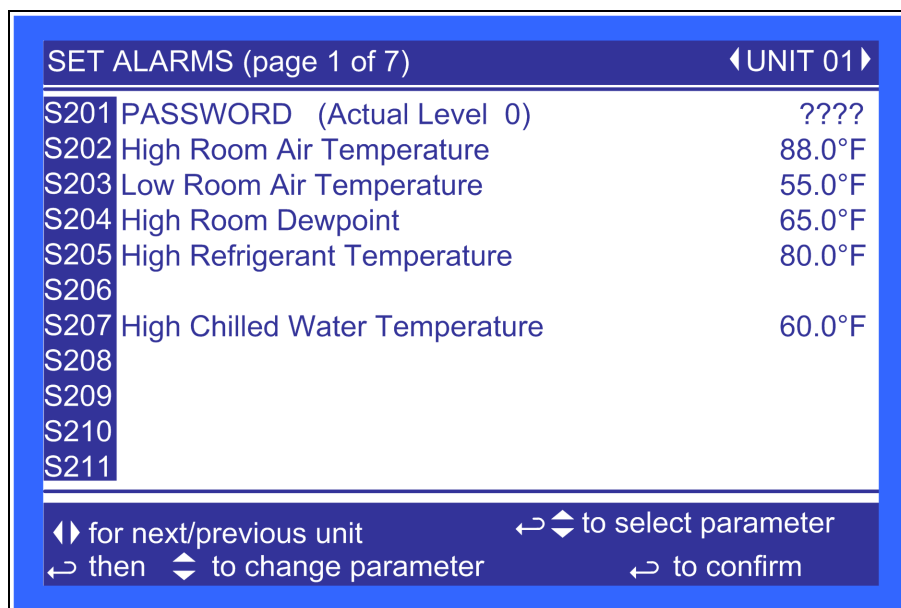 SET ALARMS (page 1 of 7) UNIT 01
S201 PASSWORD (Actual Level 0) ????
S202 High Room Air Temperature 88.0°F
S203 Low Room Air Temperature 55.0°F
S204 High Room Dewpoint 65.0°F
S205 High Refrigerant Temperature 80.0°F
S206
S207 High Chilled Water Temperature 60.0°F
S208
S209
S210
S211
for next/previous unit to select parameter
then to change parameter to confirm